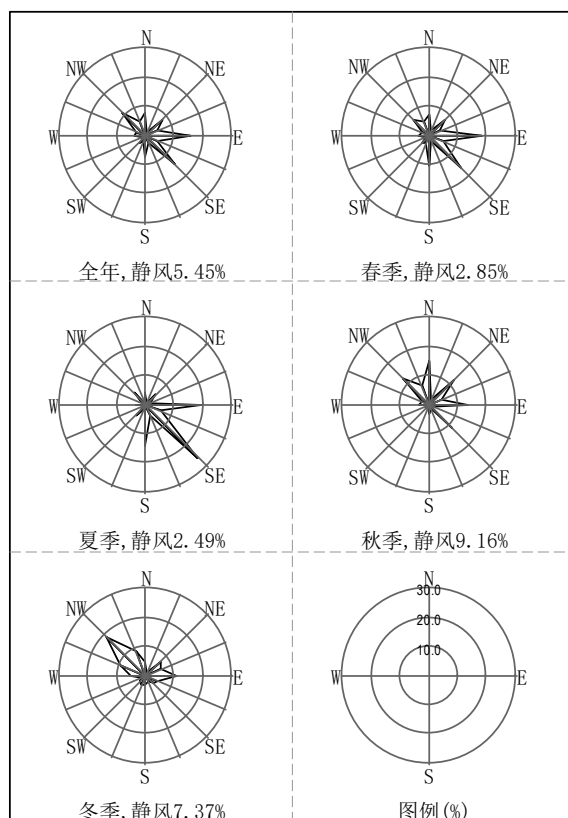 N N
NW NE NW NE
W E W E
SW SE SW SE
S S
全年,静风5.45% 春季,静风2.85%
N N
NW NE NW NE
W E W E
SW SE SW SE
S S
夏季,静风2.49% 秋季,静风9.16%
N N
30.0
NW NE
20.0
10.0
W E W E
SW SE
S S
冬季,静风7.37% 图例(%)